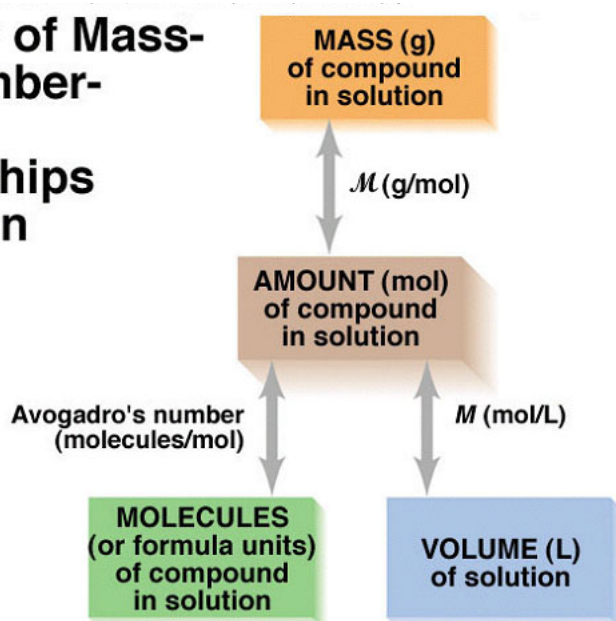 of Mass-
mber-
hips
n
MASS (g)
of compound
in solution
ℳ (g/mol)
AMOUNT (mol)
of compound
in solution
Avogadro's number
(molecules/mol)
M (mol/L)
MOLECULES
(or formula units)
of compound
in solution
VOLUME (L)
of solution